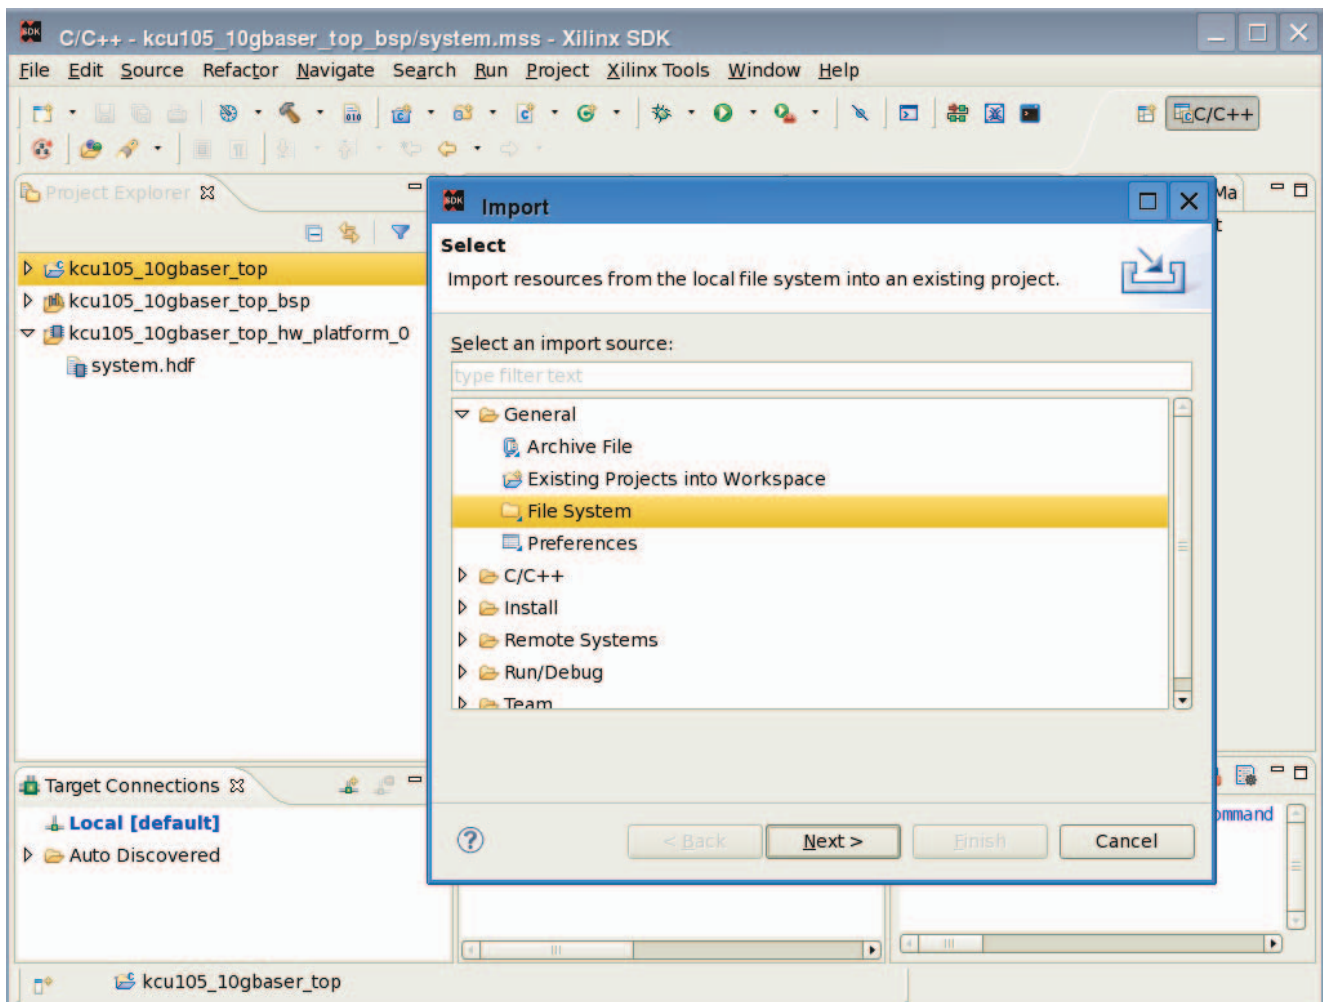 C/C++ - kcu105_10gbaser_top_bsp/system.mss - Xilinx SDK
File Edit Source Refactor Navigate Search Run Project Xilinx Tools Window Help
C/C++
Project Explorer
kcu105_10gbaser_top
kcu105_10gbaser_top_bsp
kcu105_10gbaser_top_hw_platform_0
system.hdf
Import
Select
Import resources from the local file system into an existing project.
Select an import source:
type filter text
General
Archive File
Existing Projects into Workspace
File System
Preferences
C/C++
Install
Remote Systems
Run/Debug
Team
< Back
Next >
Finish
Cancel
Ma
Target Connections
Local [default]
Auto Discovered
ommand
kcu105_10gbaser_top